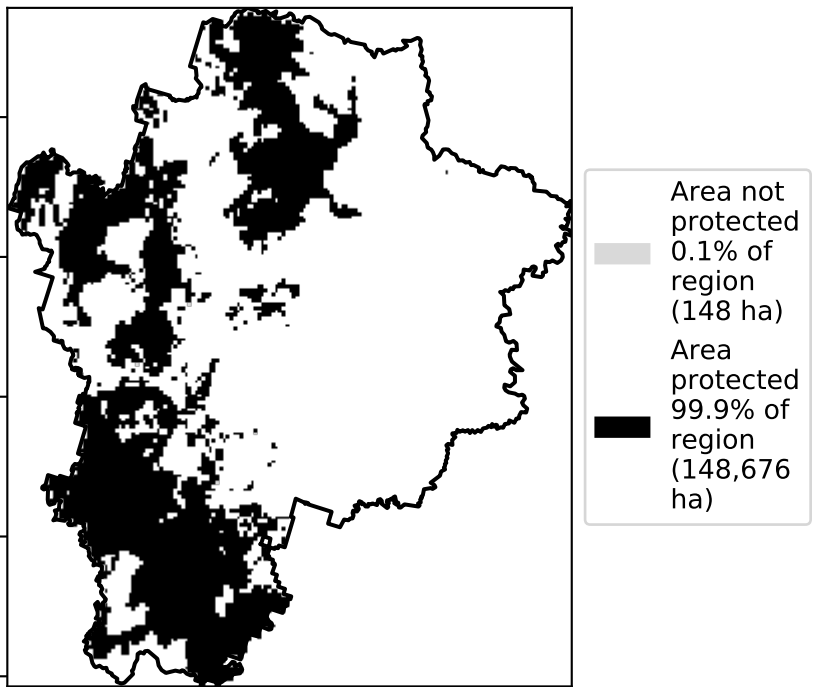 Area not
protected
0.1% of
region
(148 ha)
Area
protected
99.9% of
region
(148,676
ha)